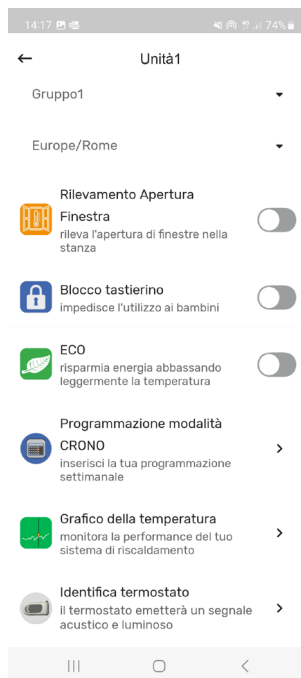 14:17 74%
Unità1
Gruppo1
Europe/Rome
Rilevamento Apertura
Finestra
rileva l'apertura di finestre nella
stanza
Blocco tastierino
impedisce l'utilizzo ai bambini
ECO
risparmia energia abbassando
leggermente la temperatura
Programmazione modalità
CRONO
inserisci la tua programmazione
settimanale
Grafico della temperatura
monitora la performance del tuo
sistema di riscaldamento
Identifica termostato
il termostato emetterà un segnale
acustico e luminoso